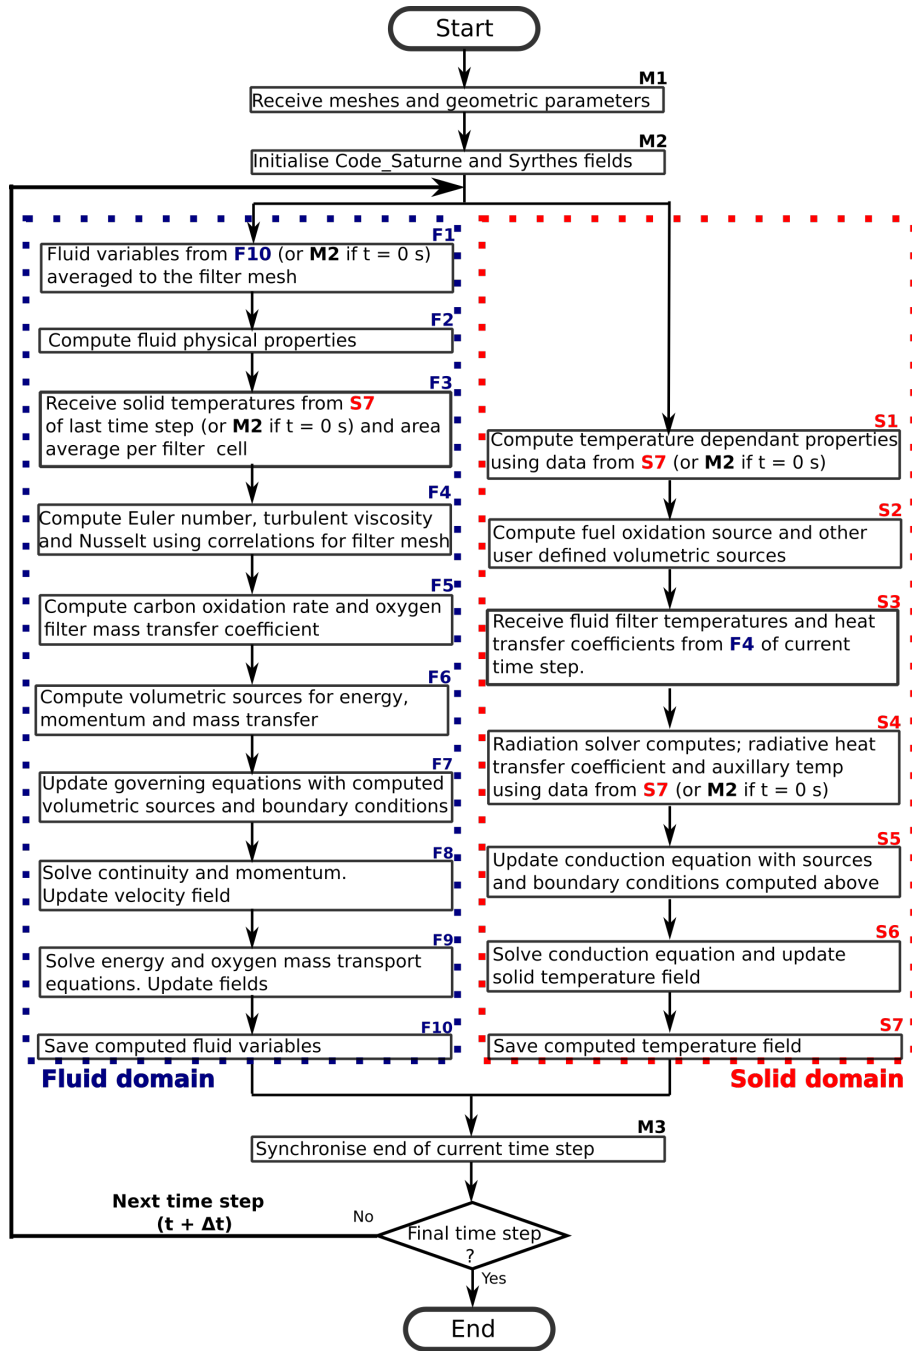 Start
M1
Receive meshes and geometric parameters
M2
Initialise Code_Saturne and Syrthes fields
F1
Fluid variables from F10 (or M2 if t = 0 s)
averaged to the filter mesh
F2
Compute fluid physical properties
F3
Receive solid temperatures from S7
of last time step (or M2 if t = 0 s) and area
average per filter cell
F4
Compute Euler number, turbulent viscosity
and Nusselt using correlations for filter mesh
F5
Compute carbon oxidation rate and oxygen
filter mass transfer coefficient
F6
Compute volumetric sources for energy,
momentum and mass transfer
F7
Update governing equations with computed
volumetric sources and boundary conditions
F8
Solve continuity and momentum.
Update velocity field
F9
Solve energy and oxygen mass transport
equations. Update fields
F10
Save computed fluid variables
Fluid domain
S1
Compute temperature dependant properties
using data from S7 (or M2 if t = 0 s)
S2
Compute fuel oxidation source and other
user defined volumetric sources
S3
Receive fluid filter temperatures and heat
transfer coefficients from F4 of current
time step.
S4
Radiation solver computes; radiative heat
transfer coefficient and auxillary temp
using data from S7 (or M2 if t = 0 s)
S5
Update conduction equation with sources
and boundary conditions computed above
S6
Solve conduction equation and update
solid temperature field
S7
Save computed temperature field
Solid domain
M3
Synchronise end of current time step
Next time step
(t + Δt)
No
Final time step
?
Yes
End